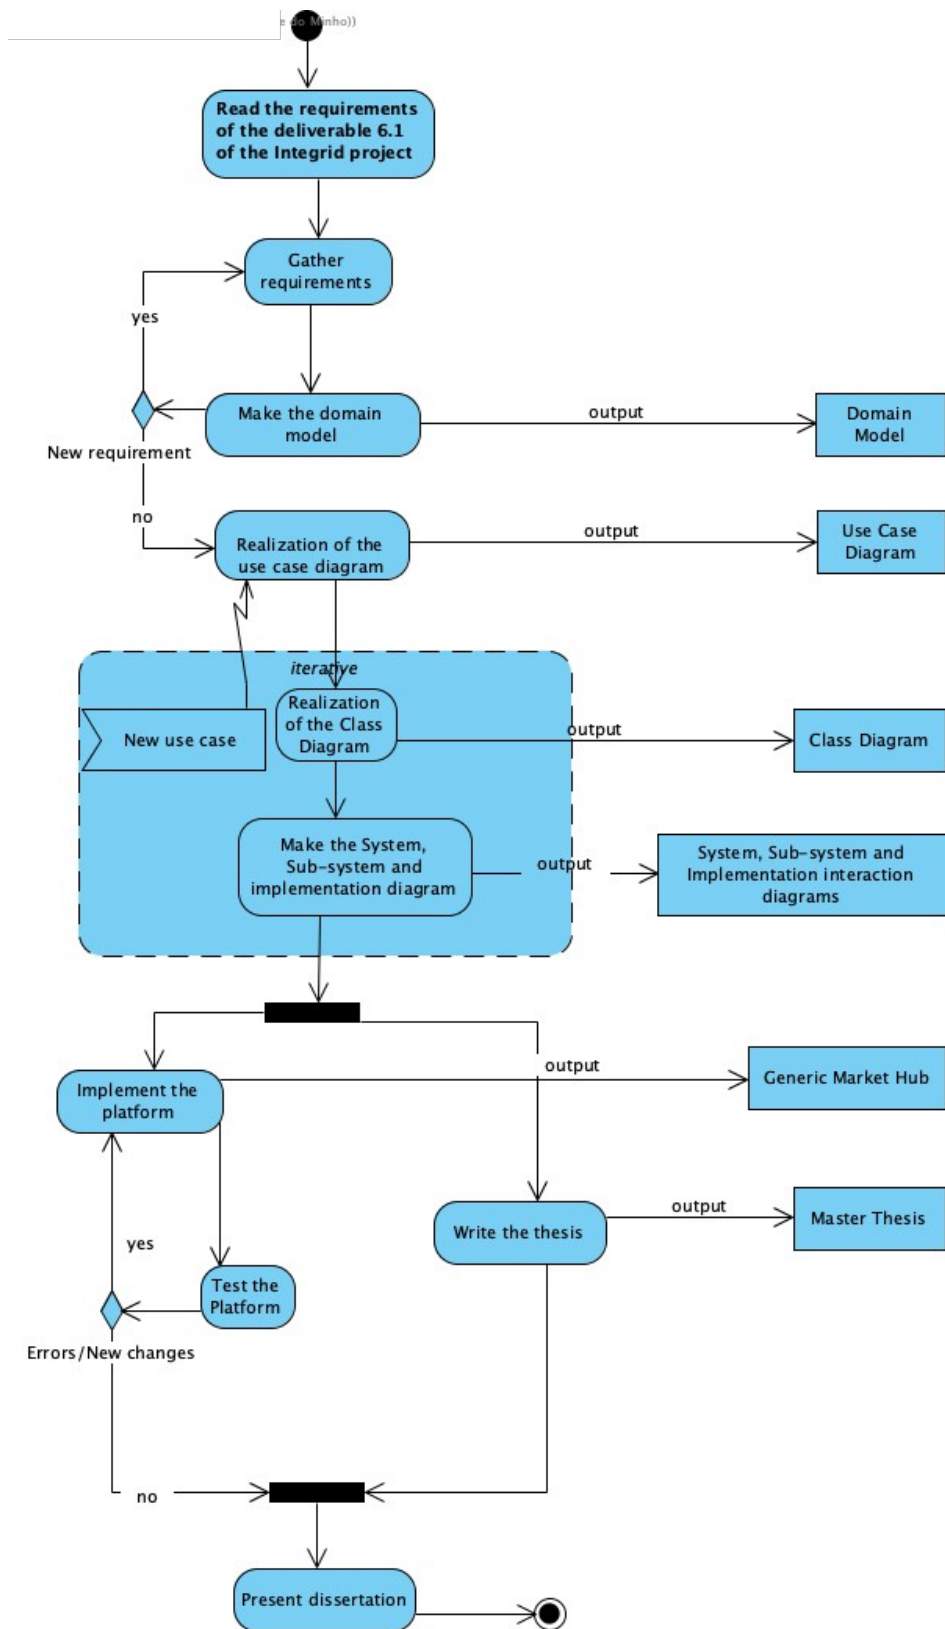 e do Minho))
Read the requirements
of the deliverable 6.1
of the Integrid project
Gather
requirements
yes
Make the domain
model
output
Domain
Model
New requirement
no
Realization of the
use case diagram
output
Use Case
Diagram
iterative
New use case
Realization
of the Class
Diagram
output
Class Diagram
Make the System,
Sub-system and
implementation diagram
output
System, Sub-system and
Implementation interaction
diagrams
Implement the
platform
output
Generic Market Hub
yes
Write the thesis
output
Master Thesis
Test the
Platform
Errors/New changes
no
Present dissertation